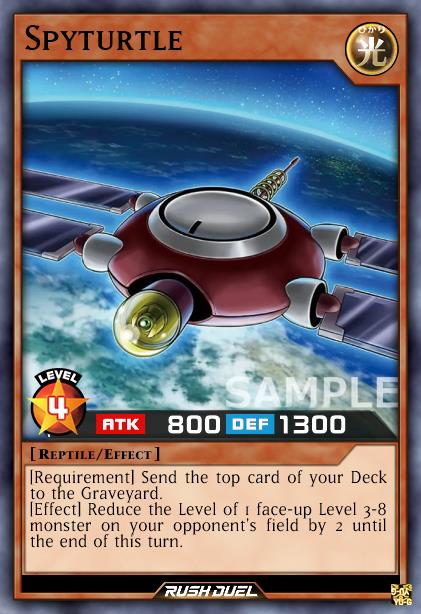 Spyturtle
ひかり
光
SAMPLE
LEVEL
4
ATK 800 DEF 1300
[Reptile/Effect]
[Requirement] Send the top card of your Deck
to the Graveyard.
[Effect] Reduce the Level of 1 face-up Level 3-8
monster on your opponent's field by 2 until
the end of this turn.
RUSH DUEL